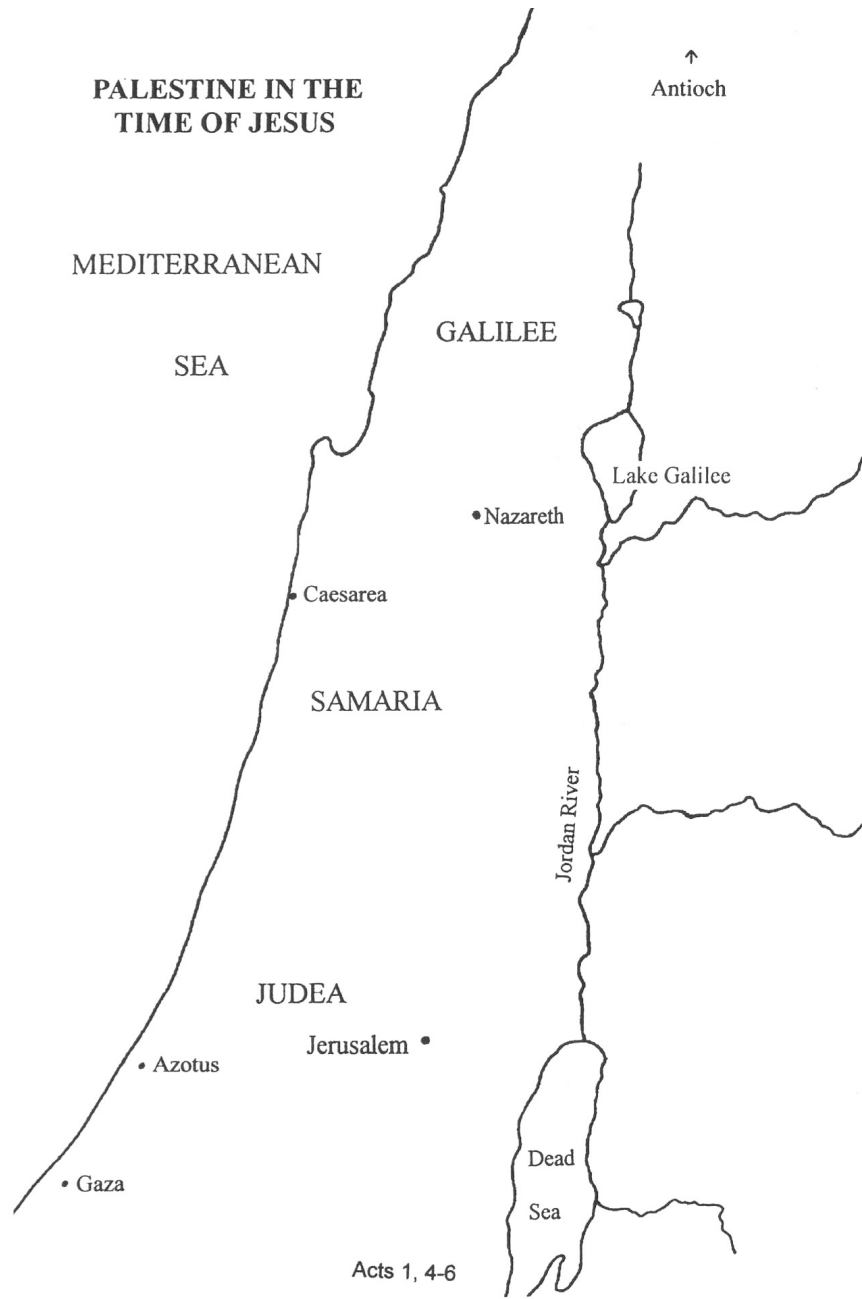 PALESTINE IN THE
TIME OF JESUS
↑
Antioch
MEDITERRANEAN
SEA
GALILEE
Lake Galilee
Nazareth
Caesarea
SAMARIA
Jordan River
JUDEA
Jerusalem
Azotus
Dead
Sea
Gaza
Acts 1, 4-6